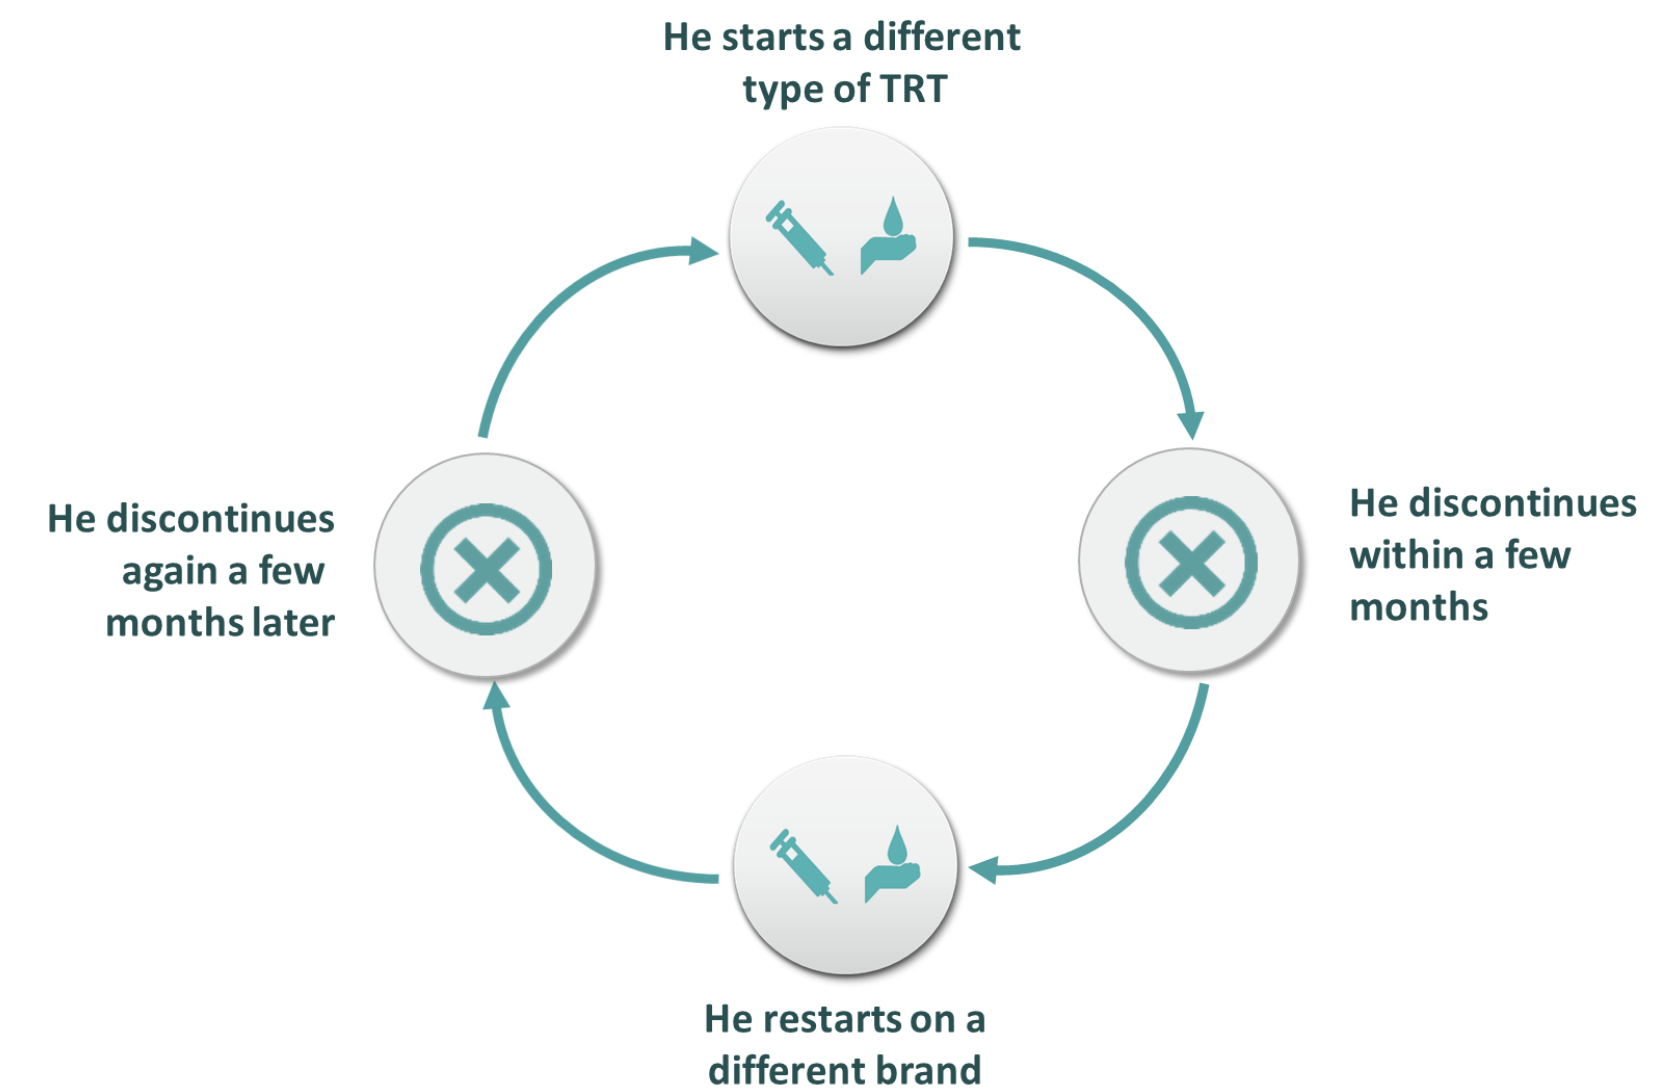 He starts a different
type of TRT
He discontinues
within a few
months
He restarts on a
different brand
He discontinues
again a few
months later